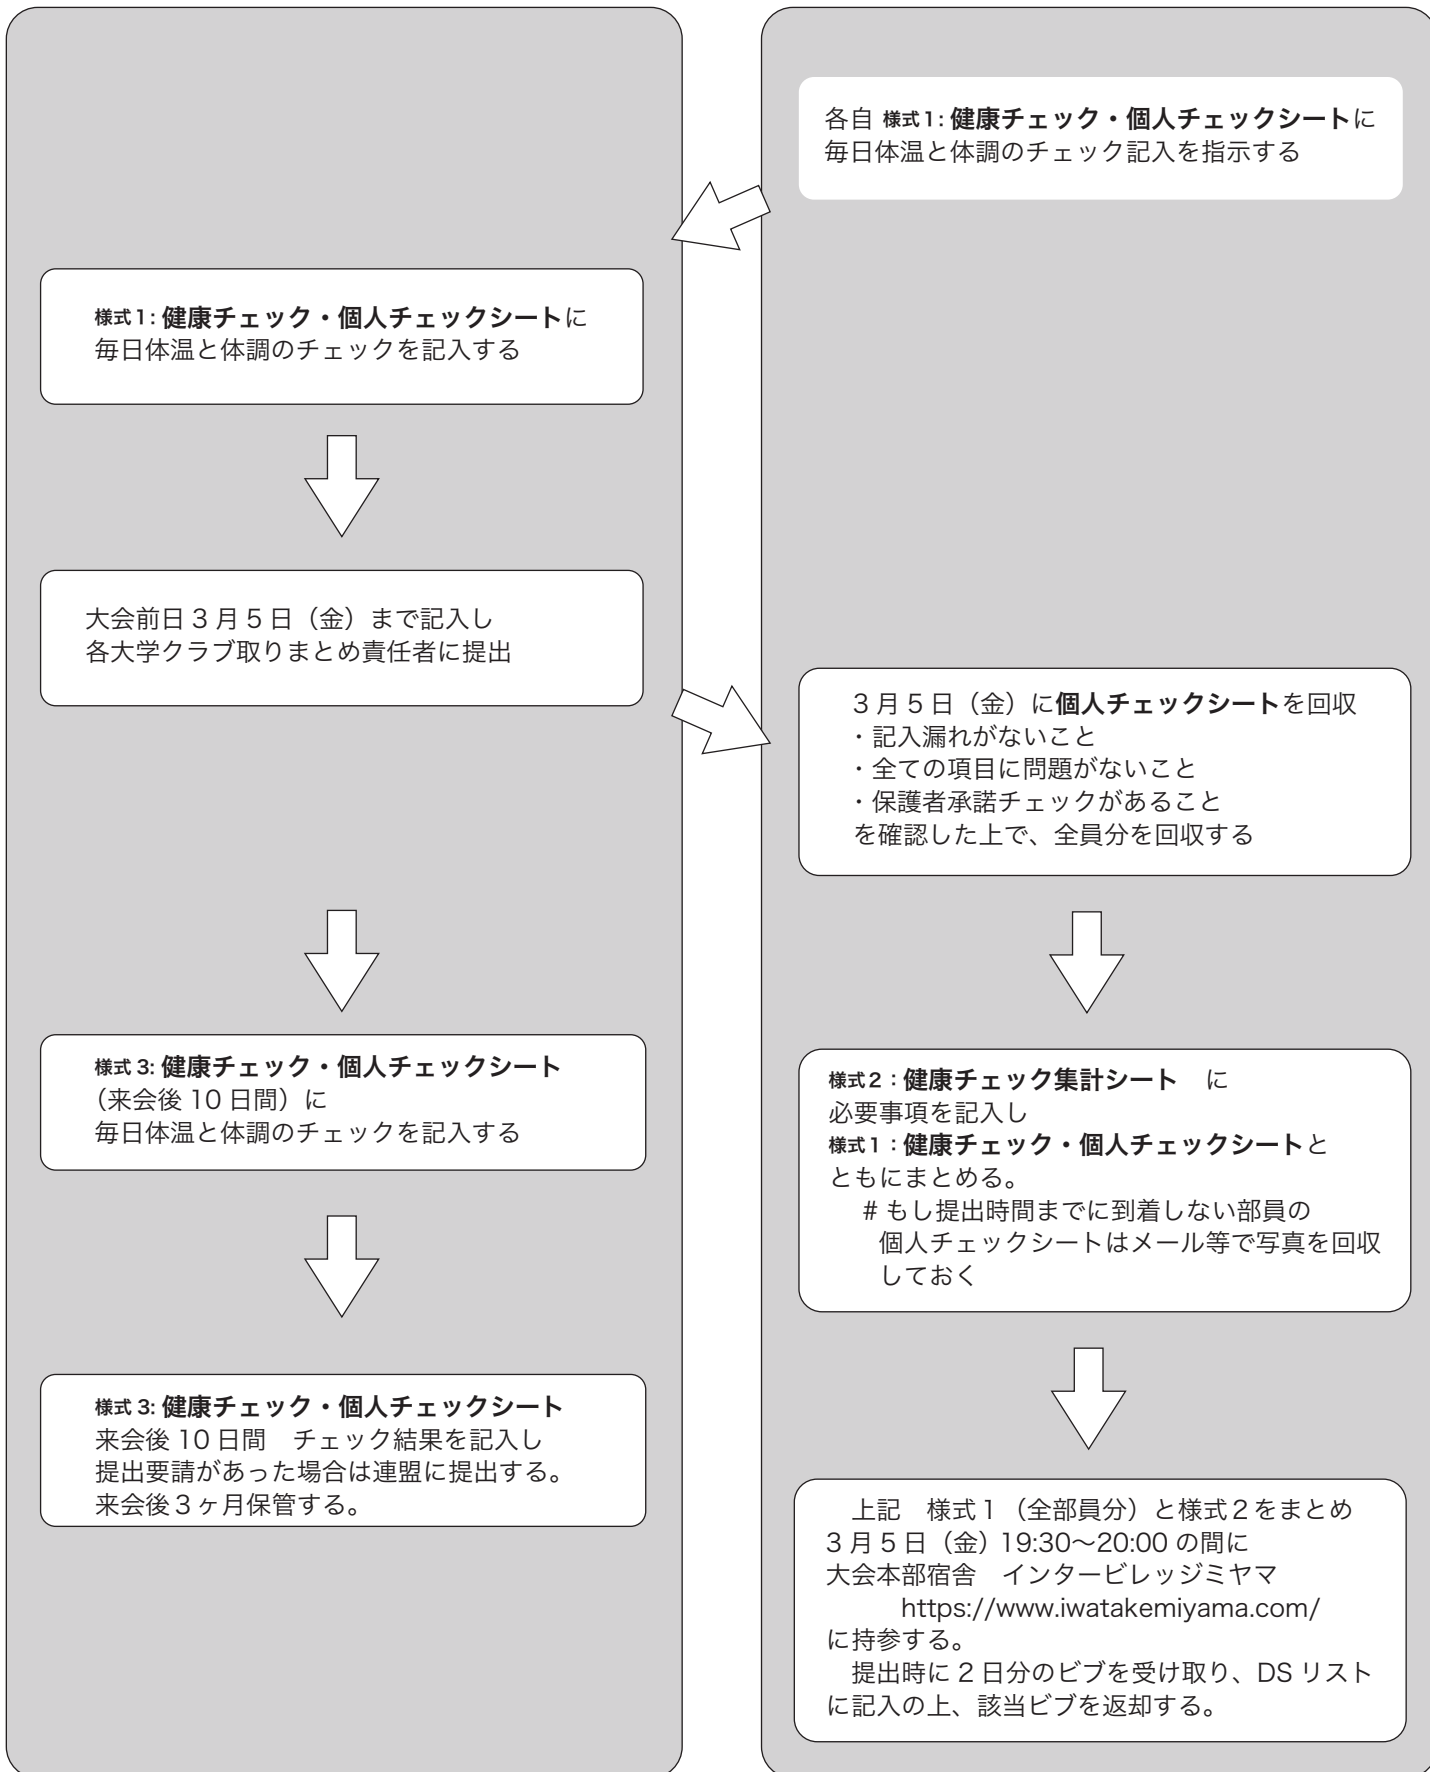 各自 様式1: 健康チェック・個人チェックシートに
毎日体温と体調のチェック記入を指示する
様式1: 健康チェック・個人チェックシートに
毎日体温と体調のチェックを記入する
大会前日 3 月 5 日（金）まで記入し
各大学クラブ取りまとめ責任者に提出
3 月 5 日（金）に個人チェックシートを回収
・記入漏れがないこと
・全ての項目に問題がないこと
・保護者承諾チェックがあること
を確認した上で、全員分を回収する
様式 3: 健康チェック・個人チェックシート
（来会後 10 日間）に
毎日体温と体調のチェックを記入する
様式2：健康チェック集計シート　に
必要事項を記入し
様式1：健康チェック・個人チェックシートと
ともにまとめる。
# もし提出時間までに到着しない部員の
個人チェックシートはメール等で写真を回収
しておく
様式 3: 健康チェック・個人チェックシート
来会後 10 日間　チェック結果を記入し
提出要請があった場合は連盟に提出する。
来会後３ヶ月保管する。
上記　様式１（全部員分）と様式２をまとめ
3 月 5 日（金）19:30〜20:00 の間に
大会本部宿舎　インタービレッジミヤマ
https://www.iwatakemiyama.com/
に持参する。
提出時に 2 日分のビブを受け取り、DS リスト
に記入の上、該当ビブを返却する。